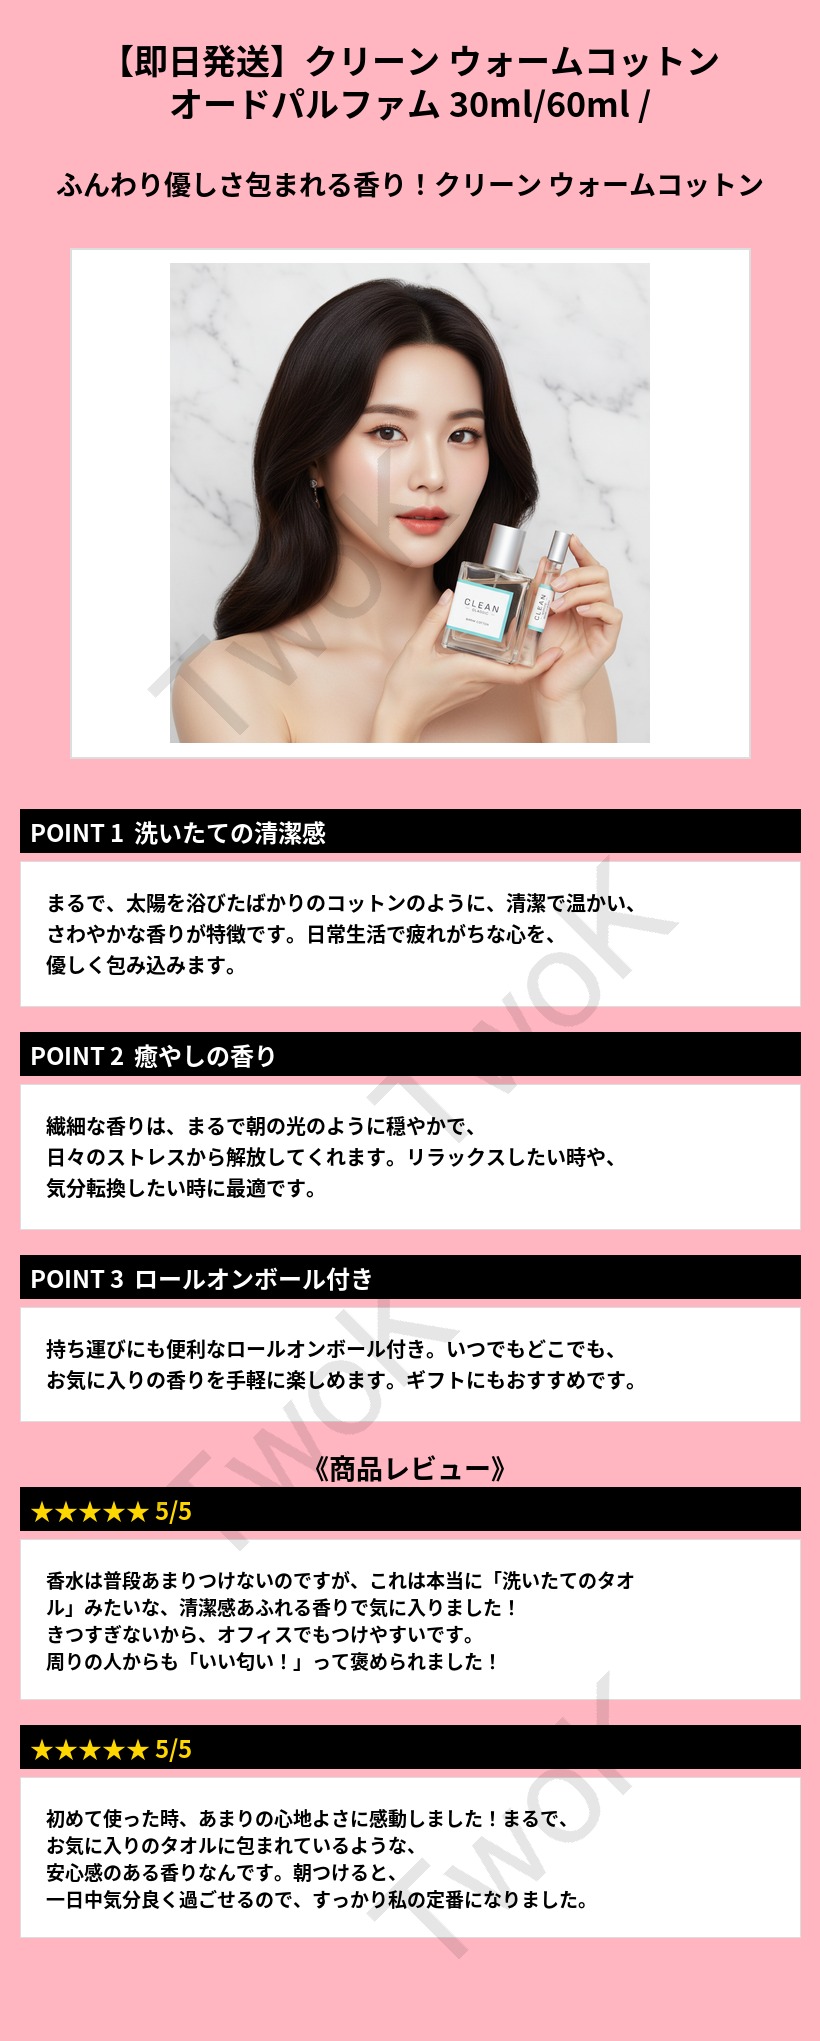 【即日発送】クリーン ウォームコットン
オードパルファム 30ml/60ml /
ふんわり優しさ包まれる香り！クリーン ウォームコットン
CLEAN
CLASSIC
WARM COTTON
CLEAN
TwoK
POINT 1 洗いたての清潔感
まるで、太陽を浴びたばかりのコットンのように、清潔で温かい、
さわやかな香りが特徴です。日常生活で疲れがちな心を、
優しく包み込みます。
TwoK
POINT 2 癒やしの香り
繊細な香りは、まるで朝の光のように穏やかで、
日々のストレスから解放してくれます。リラックスしたい時や、
気分転換したい時に最適です。
POINT 3 ロールオンボール付き
持ち運びにも便利なロールオンボール付き。いつでもどこでも、
お気に入りの香りを手軽に楽しめます。ギフトにもおすすめです。
TwoK
《商品レビュー》
★★★★★ 5/5
香水は普段あまりつけないのですが、これは本当に「洗いたてのタオ
ル」みたいな、清潔感あふれる香りで気に入りました！
きつすぎないから、オフィスでもつけやすいです。
周りの人からも「いい匂い！」って褒められました！
★★★★★ 5/5
初めて使った時、あまりの心地よさに感動しました！まるで、
お気に入りのタオルに包まれているような、
安心感のある香りなんです。朝つけると、
一日中気分良く過ごせるので、すっかり私の定番になりました。
TwoK